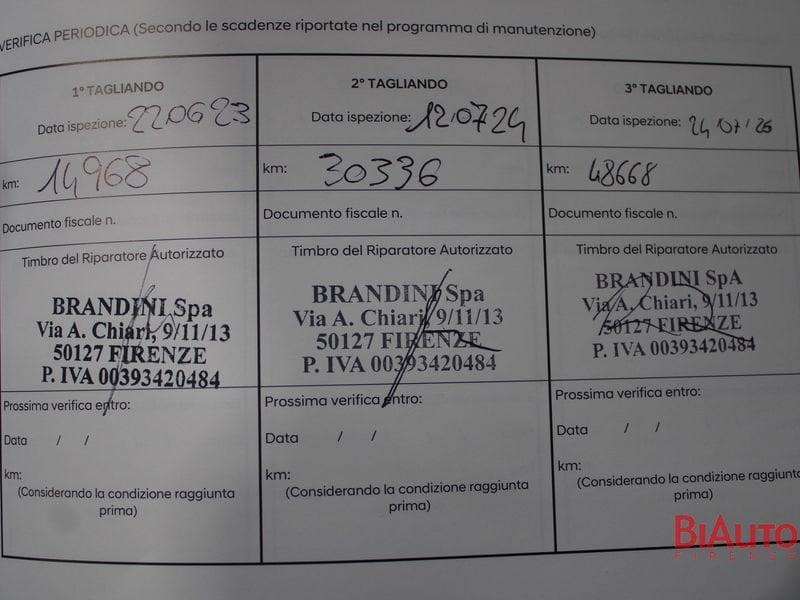 VERIFICA PERIODICA (Secondo le scadenze riportate nel programma di manutenzione)
1° TAGLIANDO
Data ispezione: 220623
km: 14968
Documento fiscale n.
Timbro del Riparatore Autorizzato
BRANDINI Spa
Via A. Chiari, 9/11/13
50127 FIRENZE
P. IVA 00393420484
Prossima verifica entro:
Data / /
km:
(Considerando la condizione raggiunta
prima)
2° TAGLIANDO
Data ispezione: 120724
km: 30336
Documento fiscale n.
Timbro del Riparatore Autorizzato
BRANDINI Spa
Via A. Chiari, 9/11/13
50127 FIRENZE
P. IVA 00393420484
Prossima verifica entro:
Data / /
km:
(Considerando la condizione raggiunta
prima)
3° TAGLIANDO
Data ispezione: 24/07/25
km: 48668
Documento fiscale n.
Timbro del Riparatore Autorizzato
BRANDINI SpA
Via A. Chiari, 9/11/13
50127 FIRENZE
P. IVA 00393420484
Prossima verifica entro:
Data / /
km:
(Considerando la condizione raggiunta
prima)
BIAUTO
FIRENZE